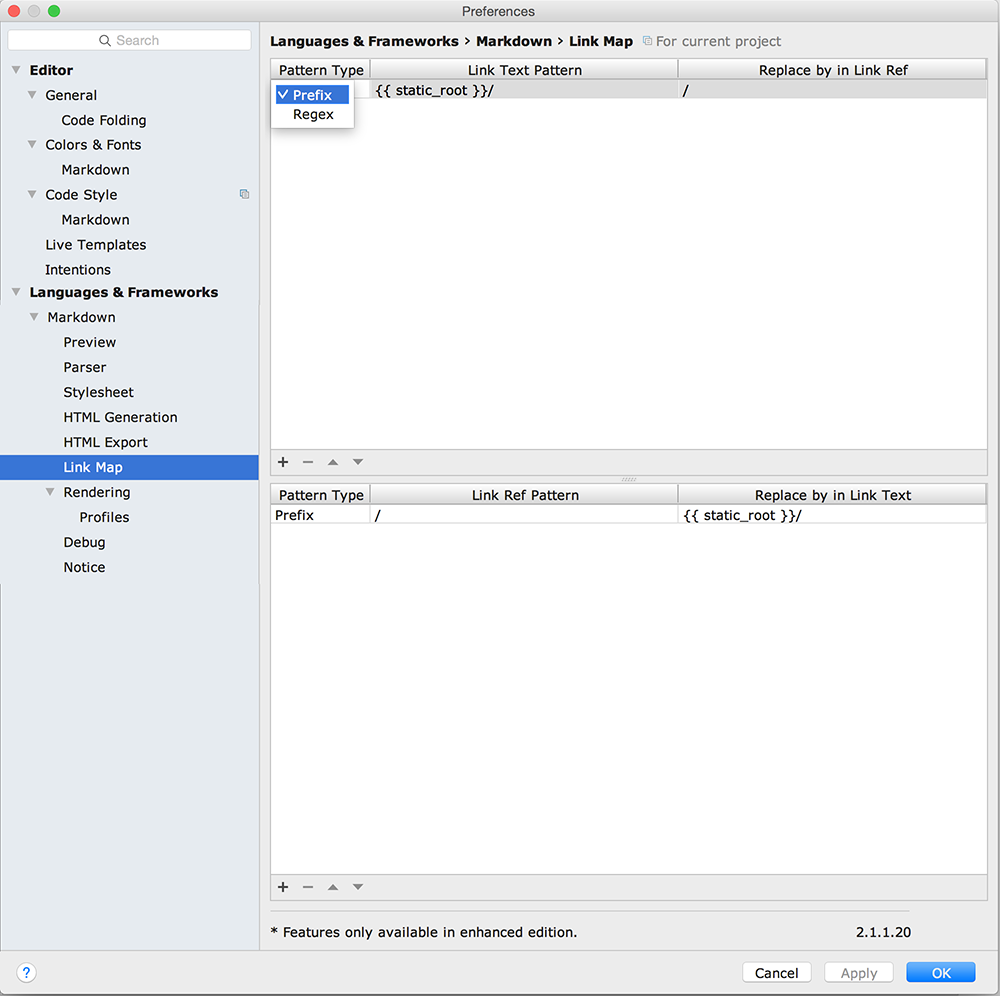 Preferences
Search
Editor
General
Code Folding
Colors & Fonts
Markdown
Code Style
Markdown
Live Templates
Intentions
Languages & Frameworks
Markdown
Preview
Parser
Stylesheet
HTML Generation
HTML Export
Link Map
Rendering
Profiles
Debug
Notice
Languages & Frameworks › Markdown › Link Map For current project
Pattern Type Link Text Pattern Replace by in Link Ref
✓ Prefix {{ static_root }}/ /
Regex
Pattern Type Link Ref Pattern Replace by in Link Text
Prefix / {{ static_root }}/
* Features only available in enhanced edition. 2.1.1.20
? Cancel Apply OK